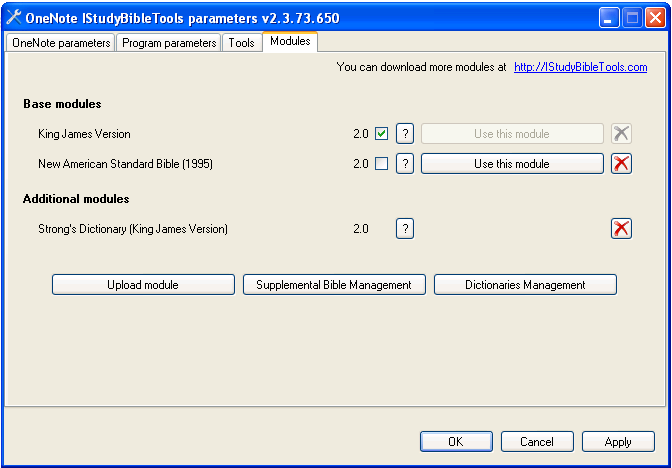 OneNote IStudyBibleTools parameters v2.3.73.650
OneNote parameters Program parameters Tools Modules
You can download more modules at http://IStudyBibleTools.com
Base modules
King James Version 2.0 ? Use this module
New American Standard Bible (1995) 2.0 ? Use this module
Additional modules
Strong's Dictionary (King James Version) 2.0 ?
Upload module Supplemental Bible Management Dictionaries Management
OK Cancel Apply